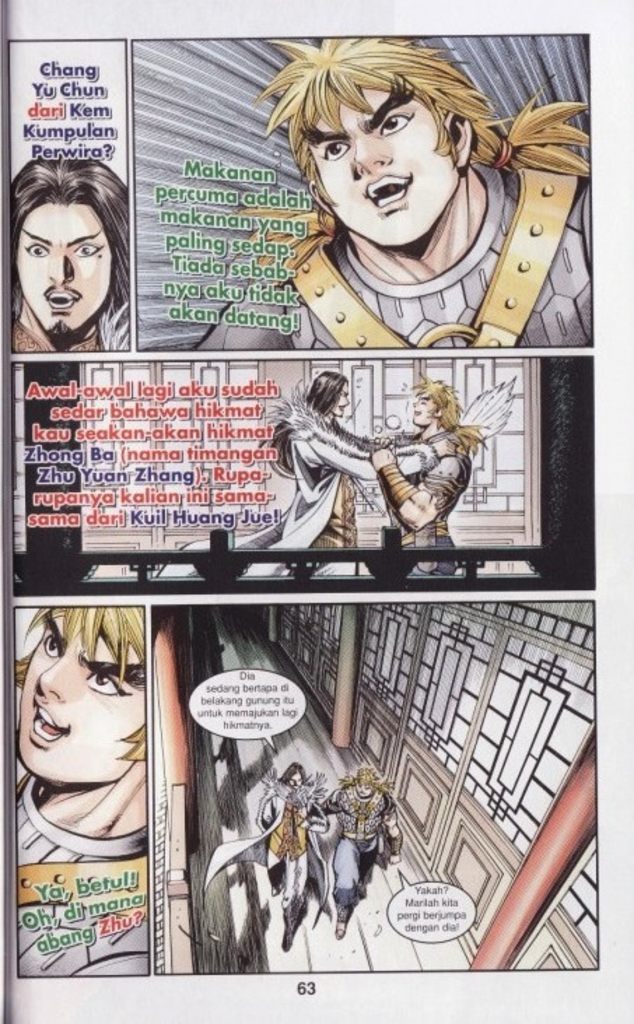 Chang
Yu Chun
dari Kem
Kumpulan
Perwira?
Makanan
percuma adalah
makanan yang
paling sedap.
Tiada sebab-
nya aku tidak
akan datang!
Awal-awal lagi aku sudah
sedar bahawa hikmat
kau seakan-akan hikmat
Zhong Ba (nama timangan
Zhu Yuan Zhang). Rupa-
rupanya kalian ini sama-
sama dari Kuil Huang Jue!
Ya, betul!
Oh, di mana
abang Zhu?
Dia
sedang bertapa di
belakang gunung itu
untuk memajukan lagi
hikmatnya.
Yakah?
Marilah kita
pergi berjumpa
dengan dia!
63